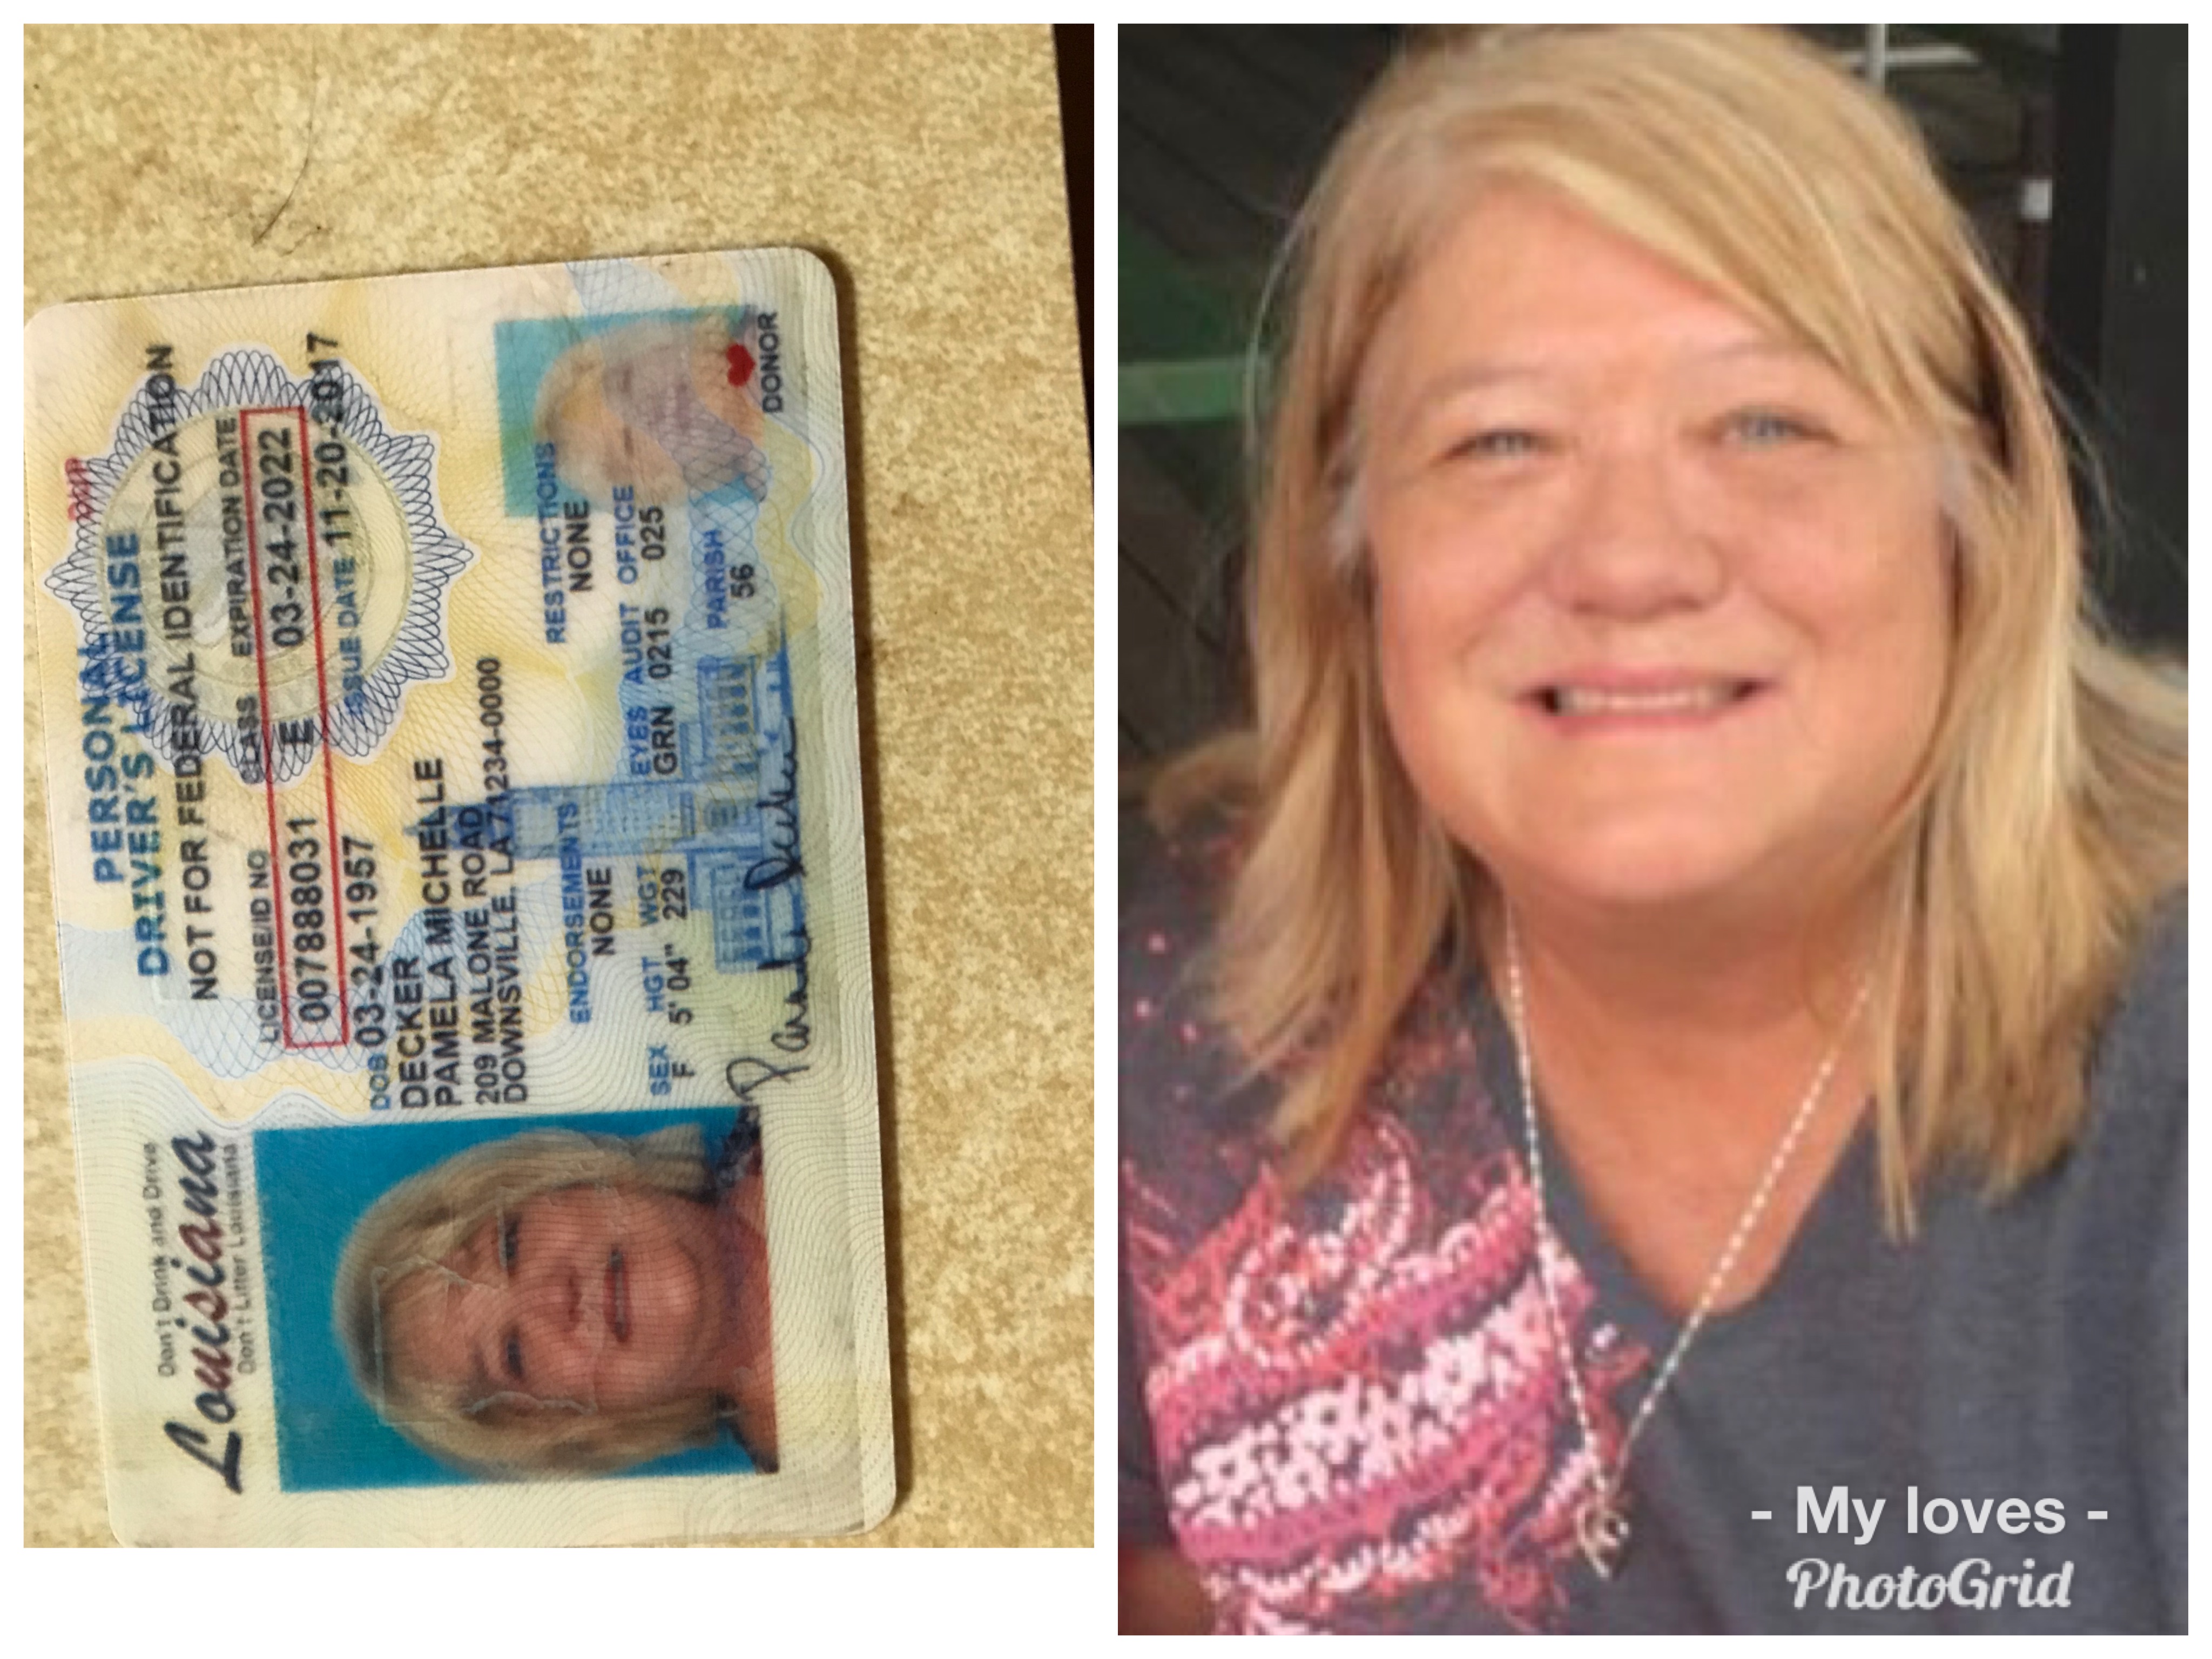 Don't Drink and Drive
Louisiana
Don't Litter Louisiana
PERSONAL
DRIVER'S LICENSE
NOT FOR FEDERAL IDENTIFICATION
LICENSE/ID NO CLASS EXPIRATION DATE
007888031 E 03-24-2022
DOB 03-24-1957 ISSUE DATE 11-20-2017
DECKER
PAMELA MICHELLE
209 MALONE ROAD
DOWNSVILLE, LA 71234-0000
ENDORSEMENTS RESTRICTIONS
NONE NONE
SEX HGT WGT EYES AUDIT OFFICE
F 5' 04" 229 GRN 0215 025
PARISH
56
DONOR
- My loves -
PhotoGrid